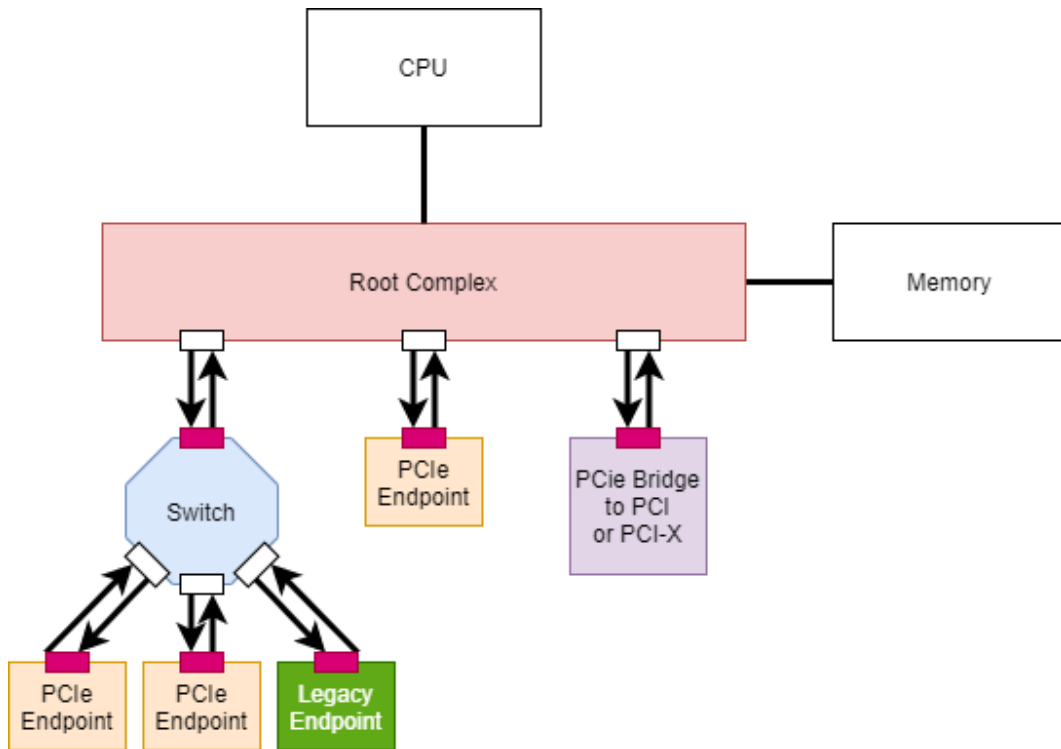 CPU
Root Complex
Memory
Switch
PCIe
Endpoint
PCie Bridge
to PCI
or PCI-X
PCIe
Endpoint
PCIe
Endpoint
Legacy
Endpoint